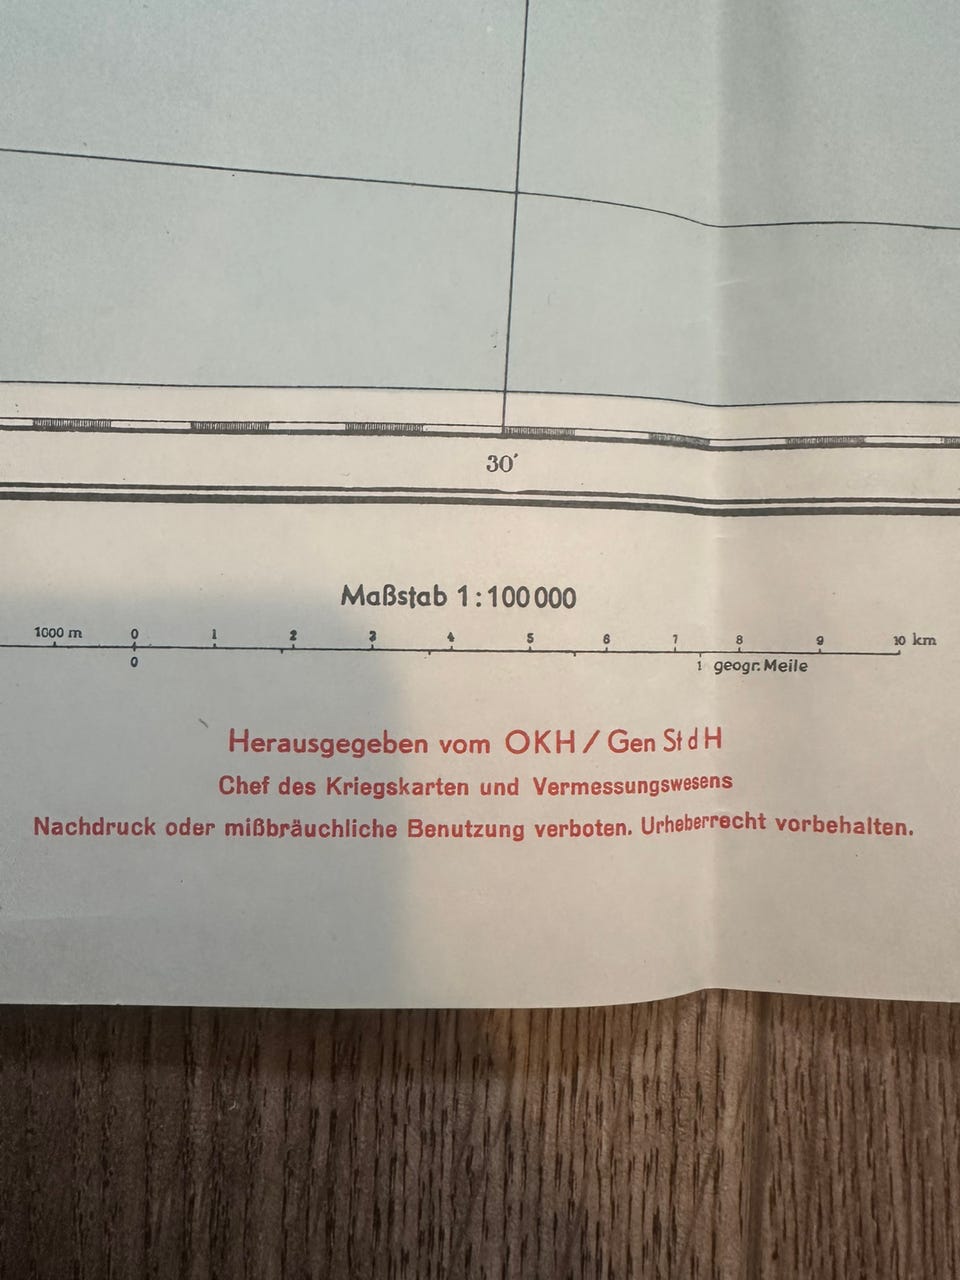 30′
Maßstab 1:100 000
1000 m 0 1 2 3 4 5 6 7 8 9 10 km
0 1 geogr. Meile
Herausgegeben vom OKH / Gen St d H
Chef des Kriegskarten und Vermessungswesens
Nachdruck oder mißbräuchliche Benutzung verboten. Urheberrecht vorbehalten.